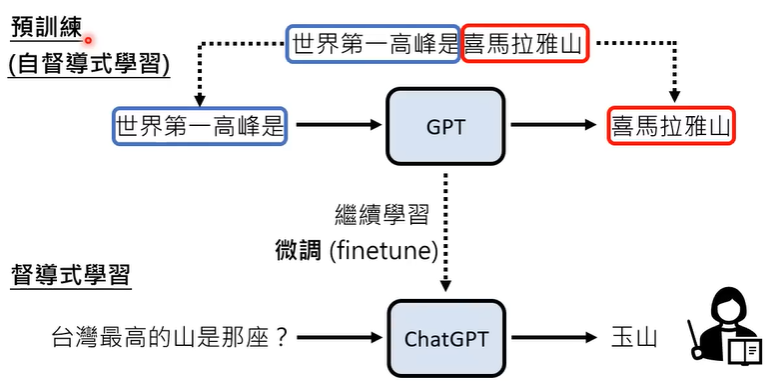 預訓練
(自督導式學習)
世界第一高峰是喜馬拉雅山
世界第一高峰是
GPT
喜馬拉雅山
繼續學習
微調 (finetune)
督導式學習
台灣最高的山是那座？
ChatGPT
玉山